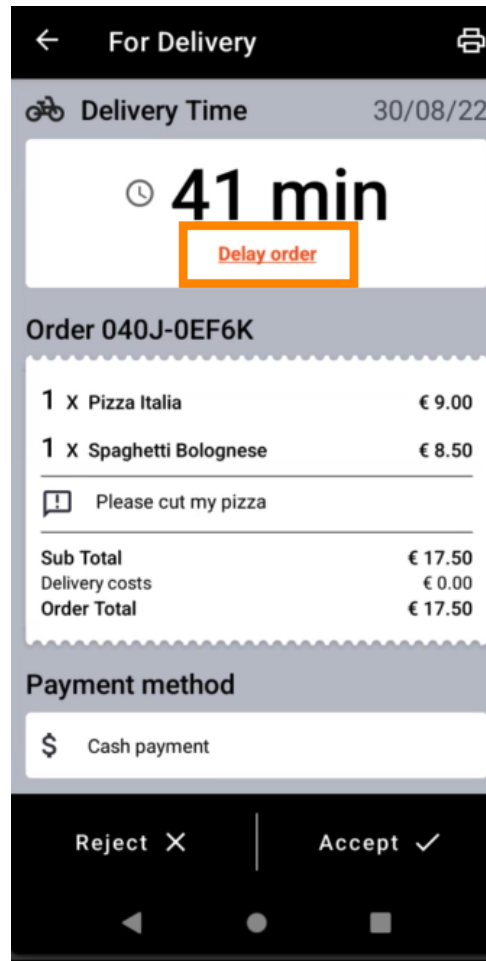 For Delivery
Delivery Time 30/08/22
41 min
Delay order
Order 040J-0EF6K
1 X Pizza Italia € 9.00
1 X Spaghetti Bolognese € 8.50
Please cut my pizza
Sub Total € 17.50
Delivery costs € 0.00
Order Total € 17.50
Payment method
$ Cash payment
Reject Accept